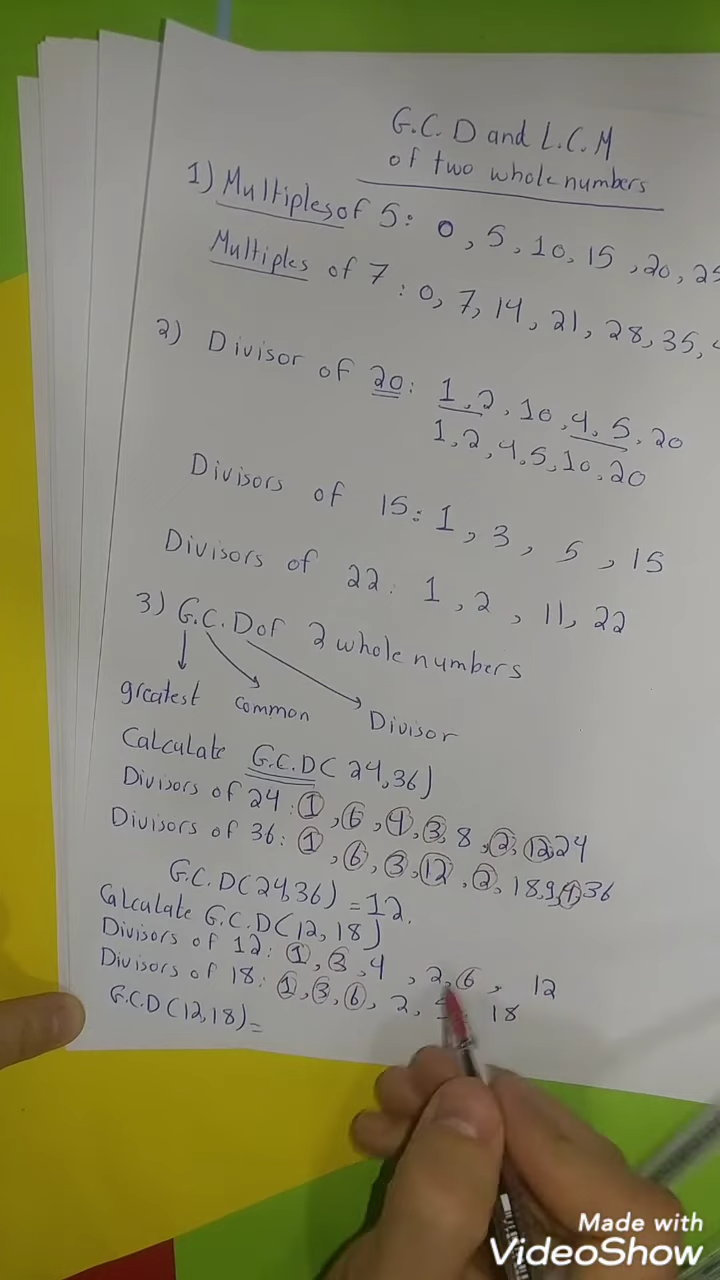 G.C.D and L.C.M
of two whole numbers
1) Multiples of 5: 0, 5, 10, 15, 20, 25
Multiples of 7: 0, 7, 14, 21, 28, 35,
2) Divisor of 20: 1, 2, 10, 4, 5, 20
1, 2, 4, 5, 10, 20
Divisors of 15: 1, 3, 5, 15
Divisors of 22: 1, 2, 11, 22
3) G.C.D of 2 whole numbers
greatest common Divisor
Calculate G.C.D(24,36)
Divisors of 24: 1, 6, 4, 3, 8, 2, 12, 24
Divisors of 36: 1, 6, 3, 12, 2, 18, 9, 4, 36
G.C.D(24,36) = 12.
Calculate G.C.D(12,18)
Divisors of 12: 1, 3, 4, 2, 6, 12
Divisors of 18: 1, 3, 6, 2, 18
G.C.D(12,18) =
Made with
VideoShow